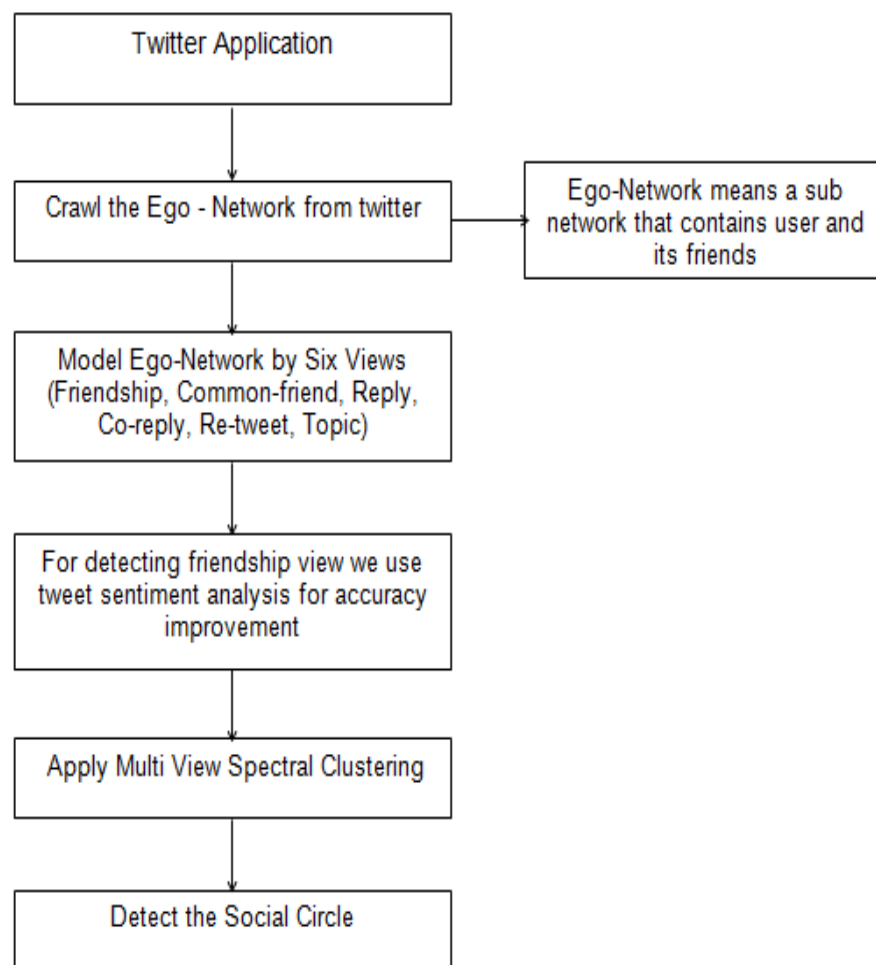 Twitter Application
Crawl the Ego - Network from twitter
Ego-Network means a sub
network that contains user and
its friends
Model Ego-Network by Six Views
(Friendship, Common-friend, Reply,
Co-reply, Re-tweet, Topic)
For detecting friendship view we use
tweet sentiment analysis for accuracy
improvement
Apply Multi View Spectral Clustering
Detect the Social Circle